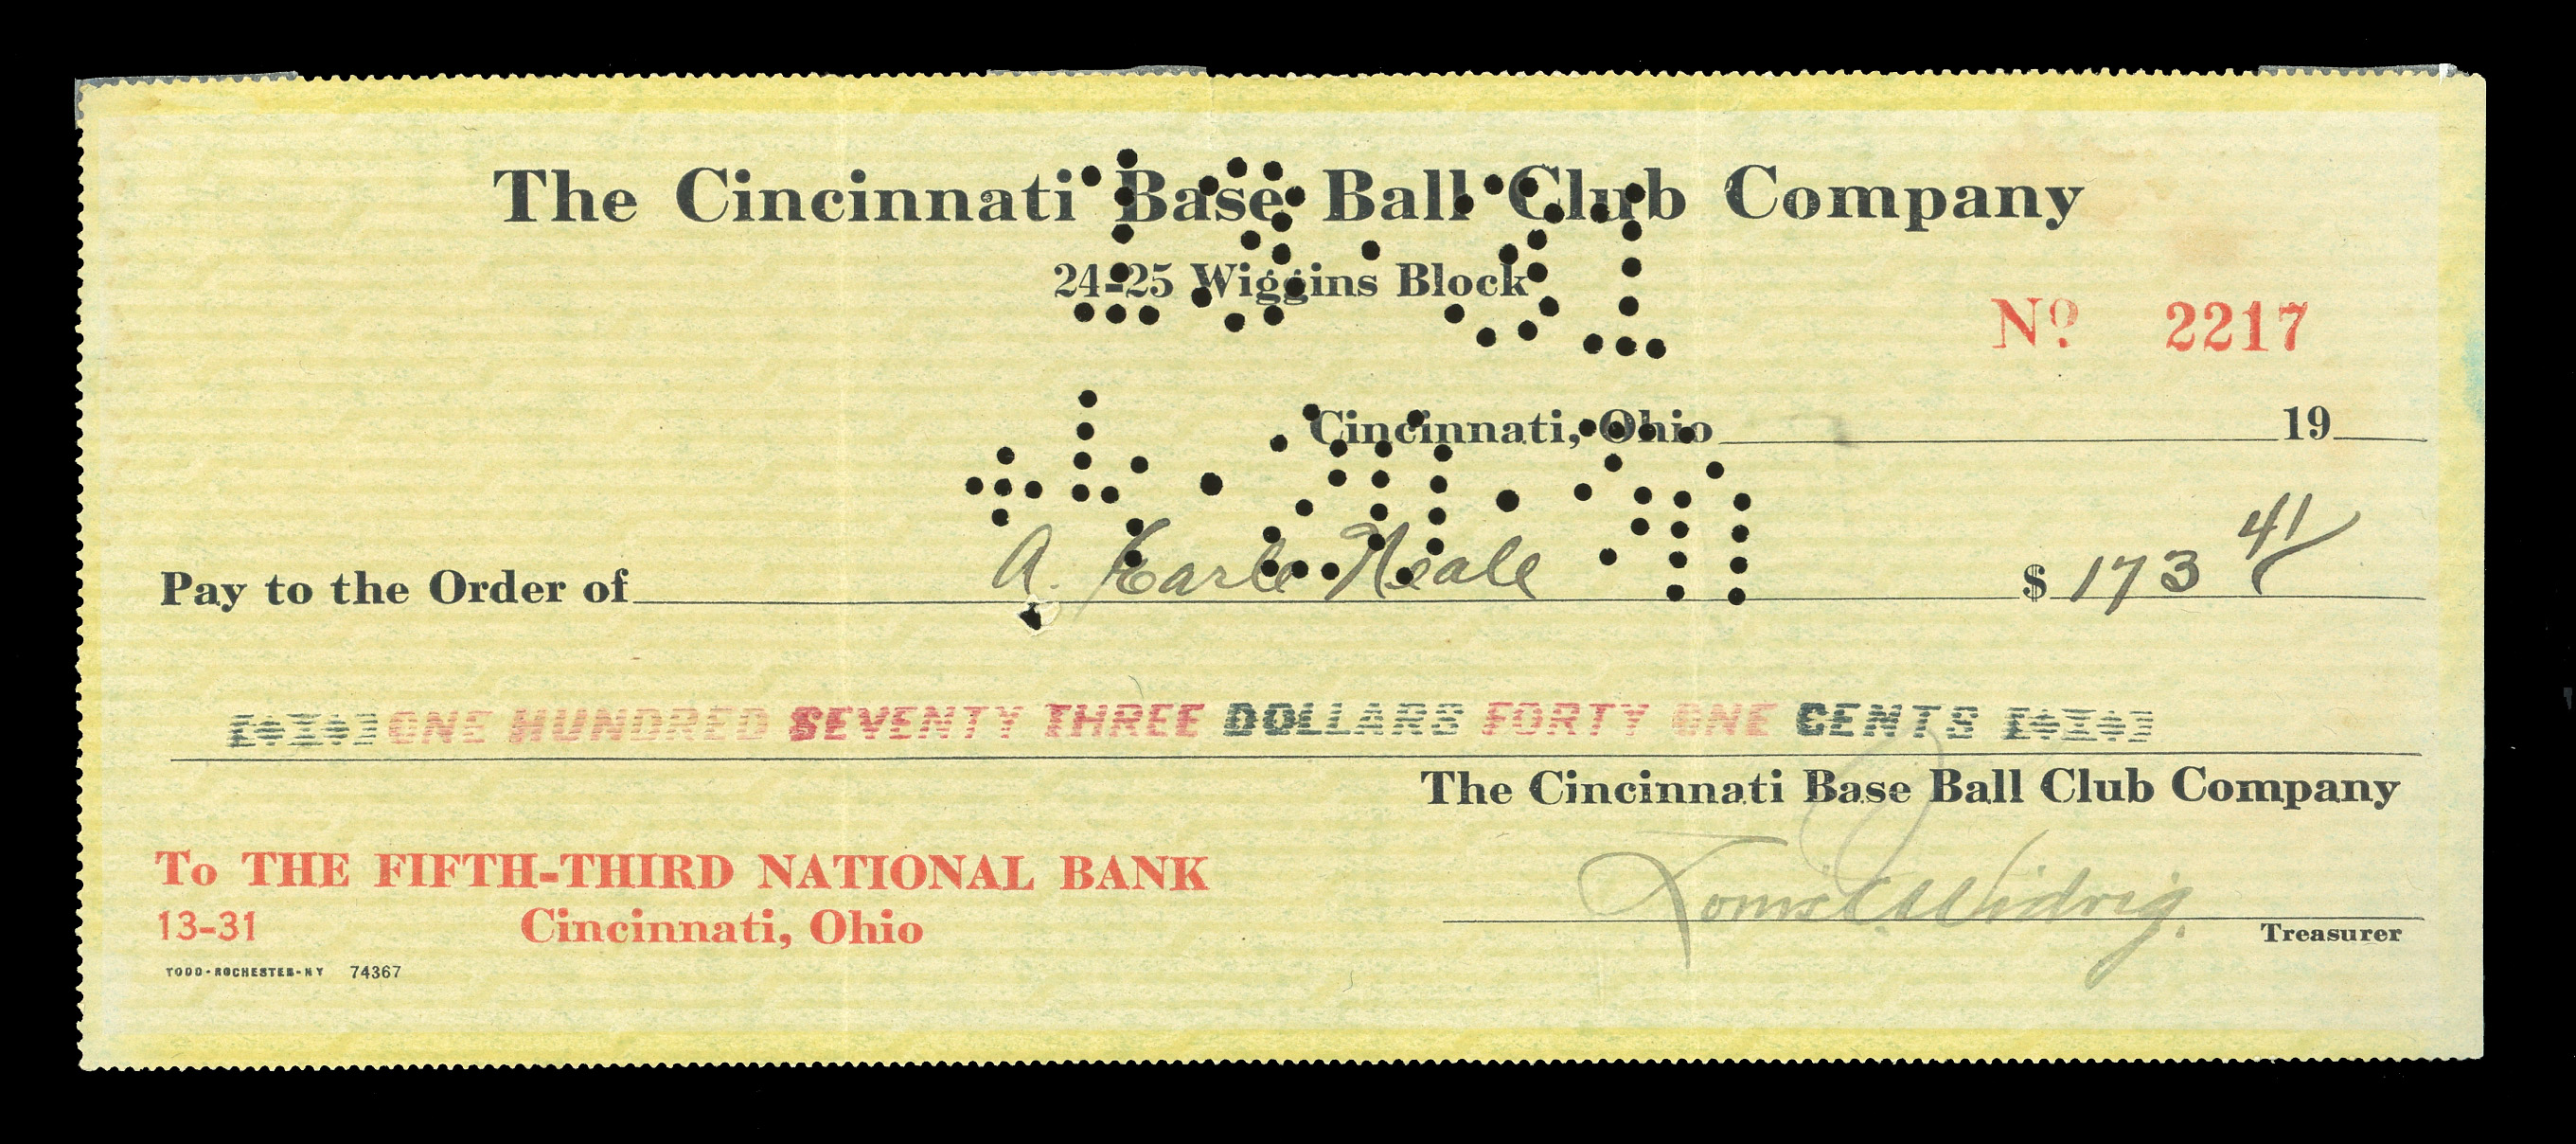 The Cincinnati Base Ball Club Company
24-25 Wiggins Block
Nº 2217
Cincinnati, Ohio 19
Pay to the Order of A. Earle Neale $ 173 41
ONE HUNDRED SEVENTY THREE DOLLARS FORTY ONE CENTS
The Cincinnati Base Ball Club Company
Louis C. Widrig.
Treasurer
To THE FIFTH-THIRD NATIONAL BANK
13-31 Cincinnati, Ohio
TODD-ROCHESTER-NY 74367